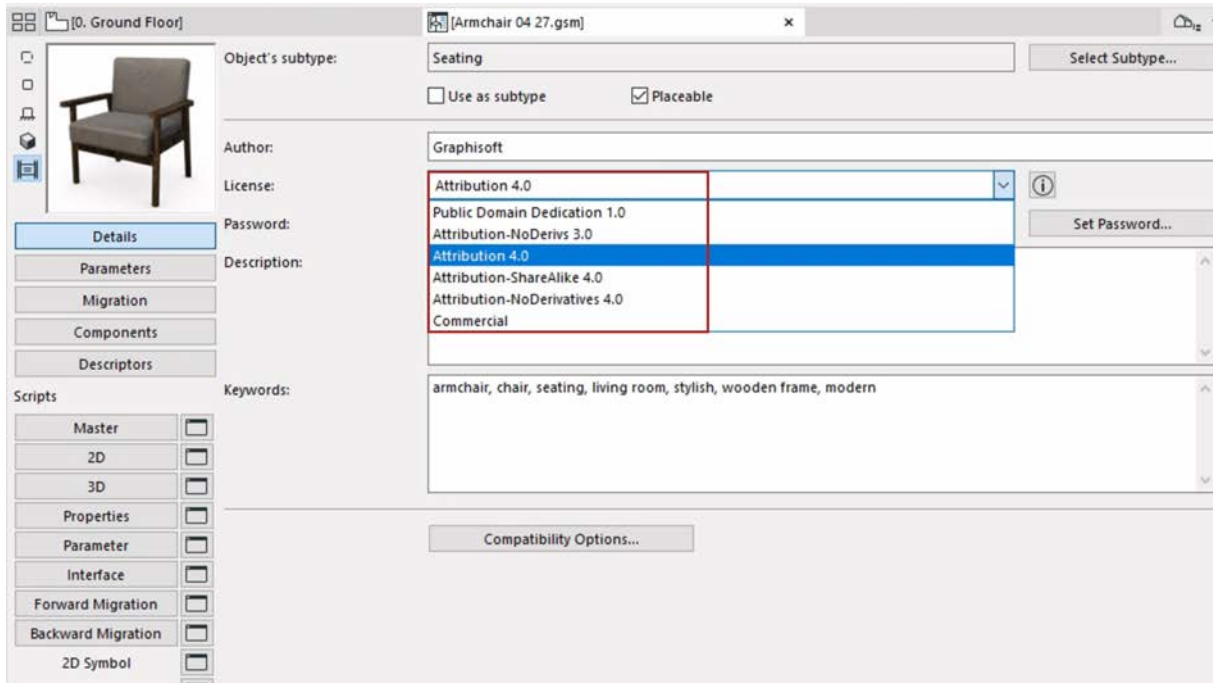 [0. Ground Floor]
[Armchair 04 27.gsm]
Object's subtype:
Seating
Select Subtype...
Use as subtype
Placeable
Author:
Graphisoft
License:
Attribution 4.0
Public Domain Dedication 1.0
Attribution-NoDerivs 3.0
Attribution 4.0
Attribution-ShareAlike 4.0
Attribution-NoDerivatives 4.0
Commercial
Password:
Set Password...
Description:
Keywords:
armchair, chair, seating, living room, stylish, wooden frame, modern
Compatibility Options...
Details
Parameters
Migration
Components
Descriptors
Scripts
Master
2D
3D
Properties
Parameter
Interface
Forward Migration
Backward Migration
2D Symbol